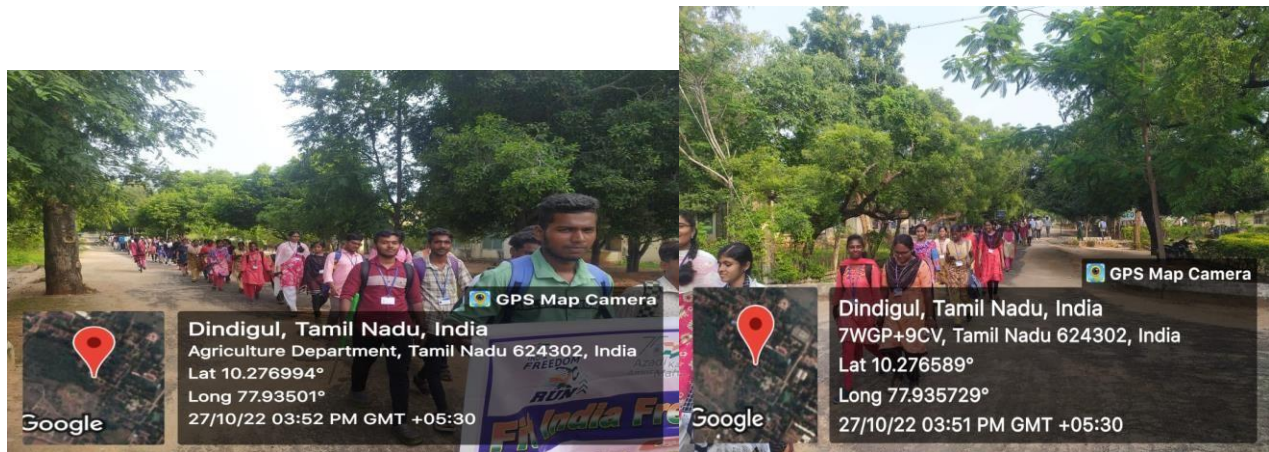 GPS Map Camera
Dindigul, Tamil Nadu, India
Agriculture Department, Tamil Nadu 624302, India
Lat 10.276994°
Long 77.93501°
27/10/22 03:52 PM GMT +05:30
Google
FREEDOM
RUN
India
GPS Map Camera
Dindigul, Tamil Nadu, India
7WGP+9CV, Tamil Nadu 624302, India
Lat 10.276589°
Long 77.935729°
27/10/22 03:51 PM GMT +05:30
Google